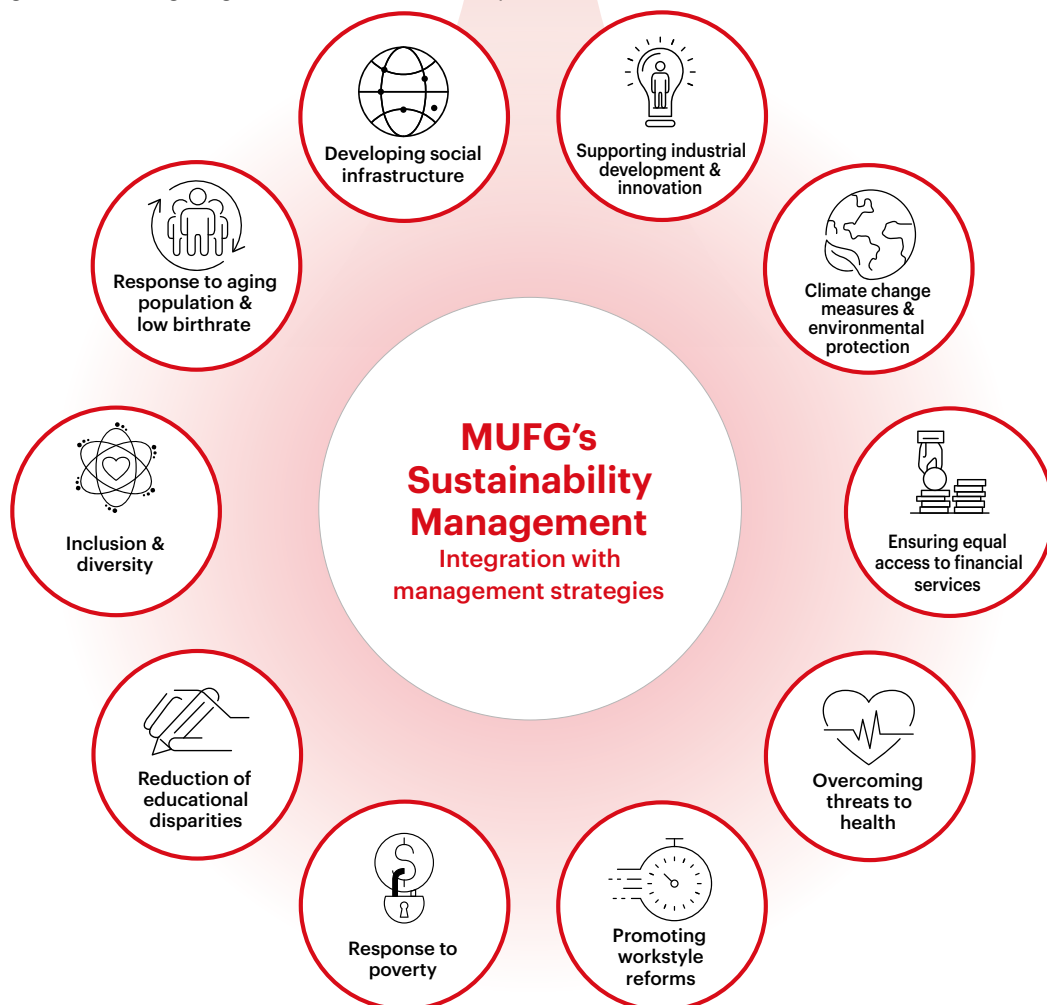 Developing social
infrastructure
Supporting industrial
development &
innovation
Response to aging
population &
low birthrate
Climate change
measures &
environmental
protection
MUFG's
Sustainability
Management
Integration with
management strategies
Inclusion &
diversity
Ensuring equal
access to financial
services
Reduction of
educational
disparities
Overcoming
threats to
health
Response to
poverty
Promoting
workstyle
reforms